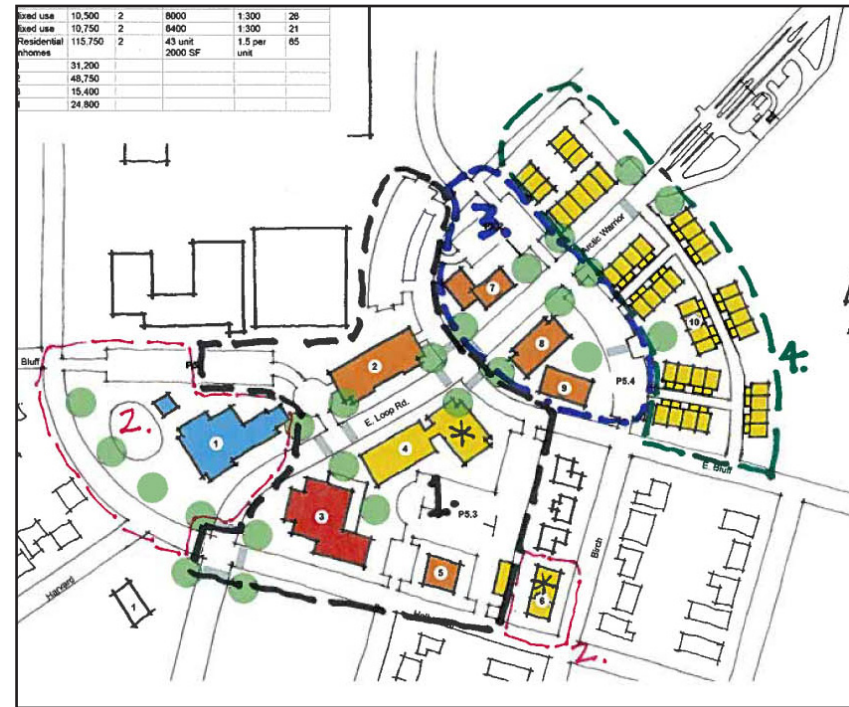 ixed use 10,500 2 8000 1:300 26
ixed use 10,750 2 6400 1:300 21
Residential 115,750 2 43 unit 1.5 per 65
nhomes 2000 SF unit
31,200
48,750
15,400
24,800
3.
Arctic Warrior
7
10
8
4.
Bluff
2
9
P5.4
E. Loop Rd.
2.
1
4
E. Bluff
3
1.
P5.3
5
Birch
6
Harvard
2.